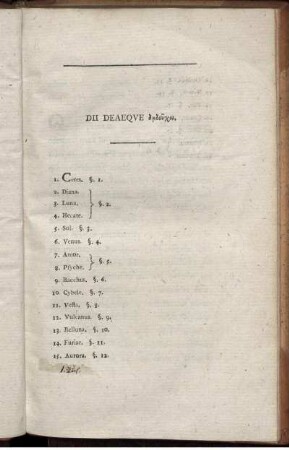 DII DEAEQVE δᾳδοῦχοι.
1. Ceres. §. 1.
2. Diana.
3. Luna. } §. 2.
4. Hecate.
5. Sol. §. 3.
6. Venus. §. 4.
7. Amor. } §. 5.
8. Psyche.
9. Bacchus. §. 6.
10. Cybele. §. 7.
11. Vesta. §. 8.
12. Vulcanus. §. 9.
13. Bellona. §. 10.
14. Furiae. §. 11.
15. Aurora. §. 12.